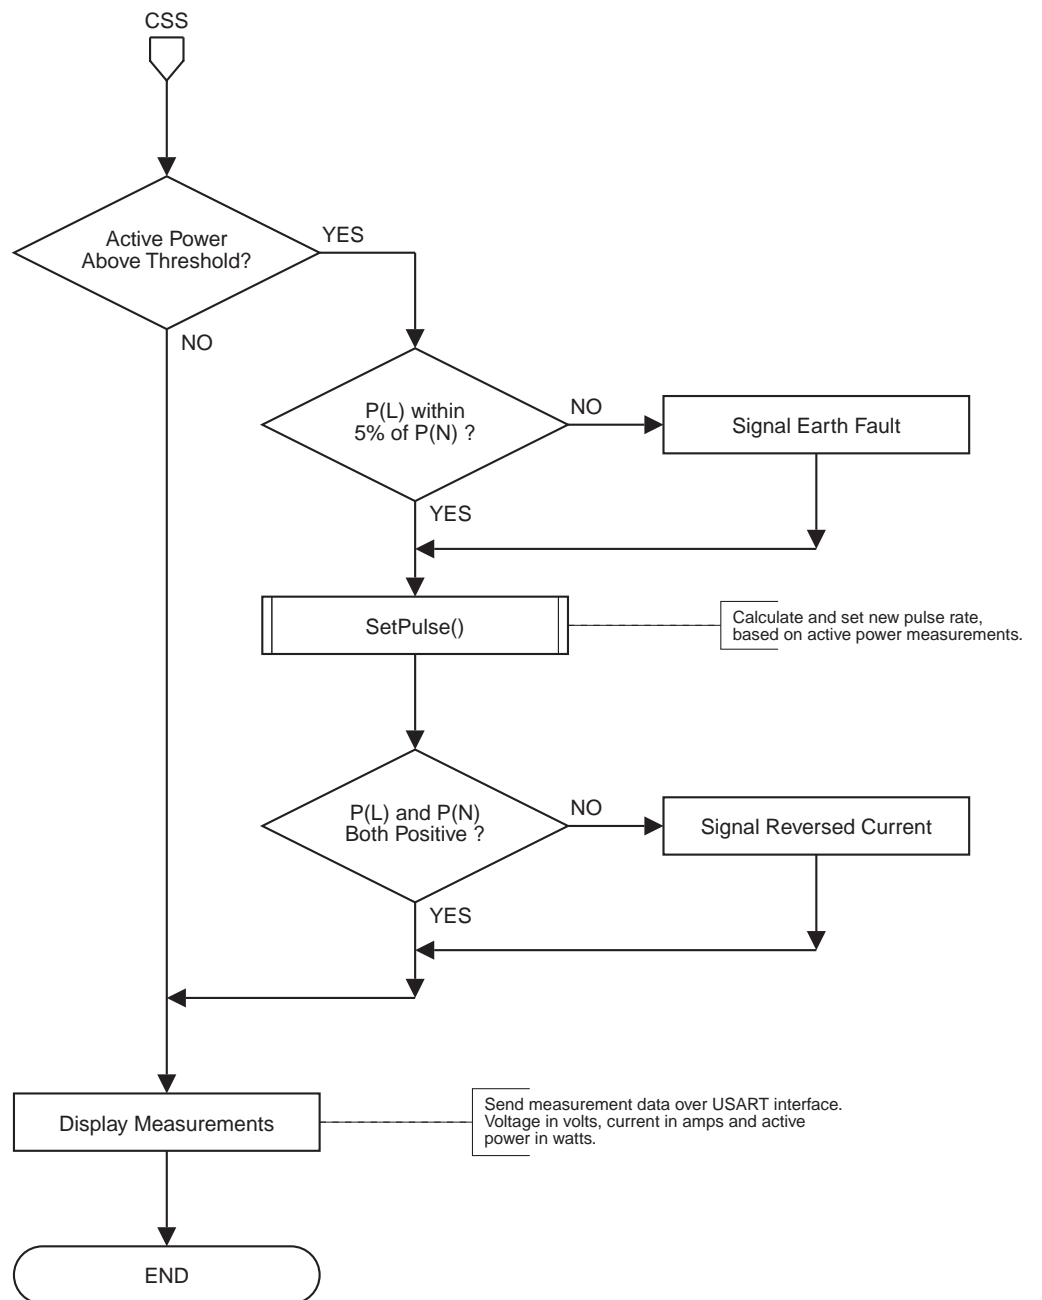 CSS
Active Power
Above Threshold?
YES
NO
P(L) within
5% of P(N) ?
NO
Signal Earth Fault
YES
SetPulse()
Calculate and set new pulse rate,
based on active power measurements.
P(L) and P(N)
Both Positive ?
NO
Signal Reversed Current
YES
Display Measurements
Send measurement data over USART interface.
Voltage in volts, current in amps and active
power in watts.
END